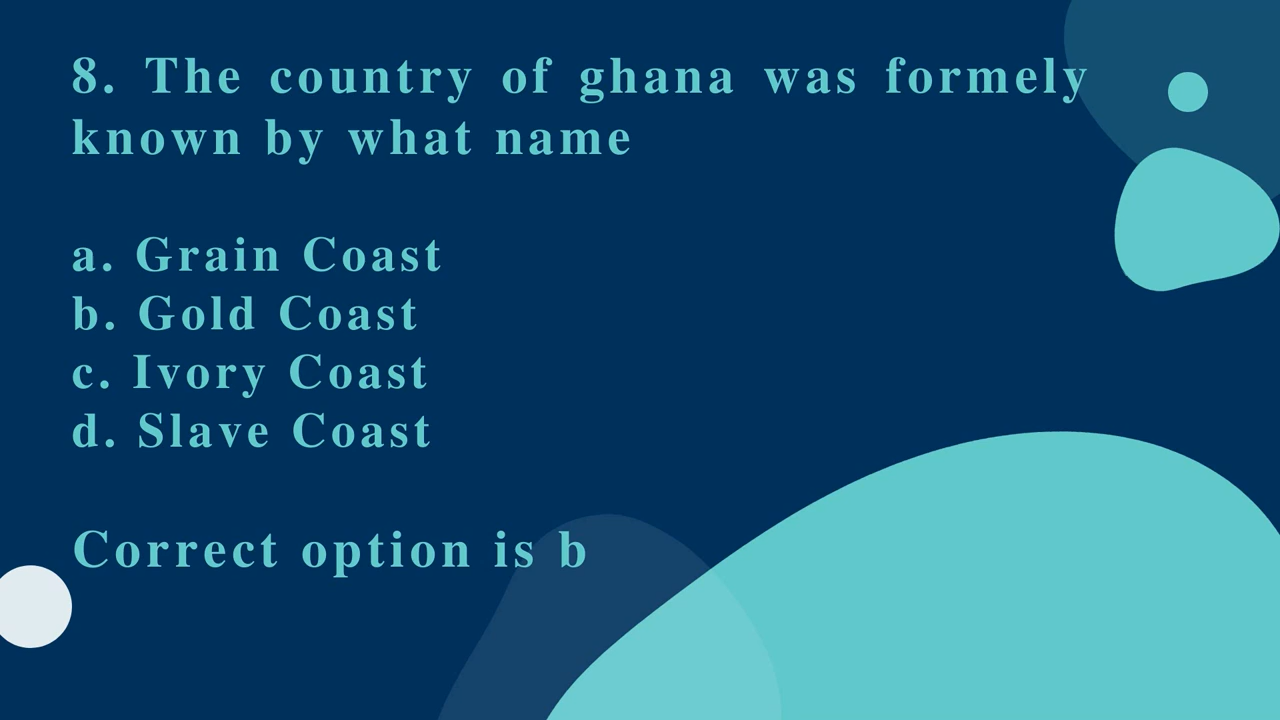 8. The country of ghana was formely
known by what name
a. Grain Coast
b. Gold Coast
c. Ivory Coast
d. Slave Coast
Correct option is b